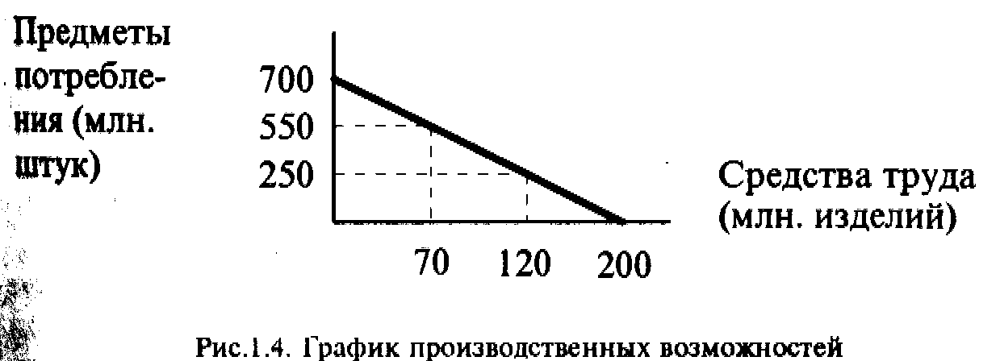 Предметы
потребле-
ния (млн.
штук)
700
550
250
Средства труда
(млн. изделий)
70 120 200
Рис.1.4. График производственных возможностей